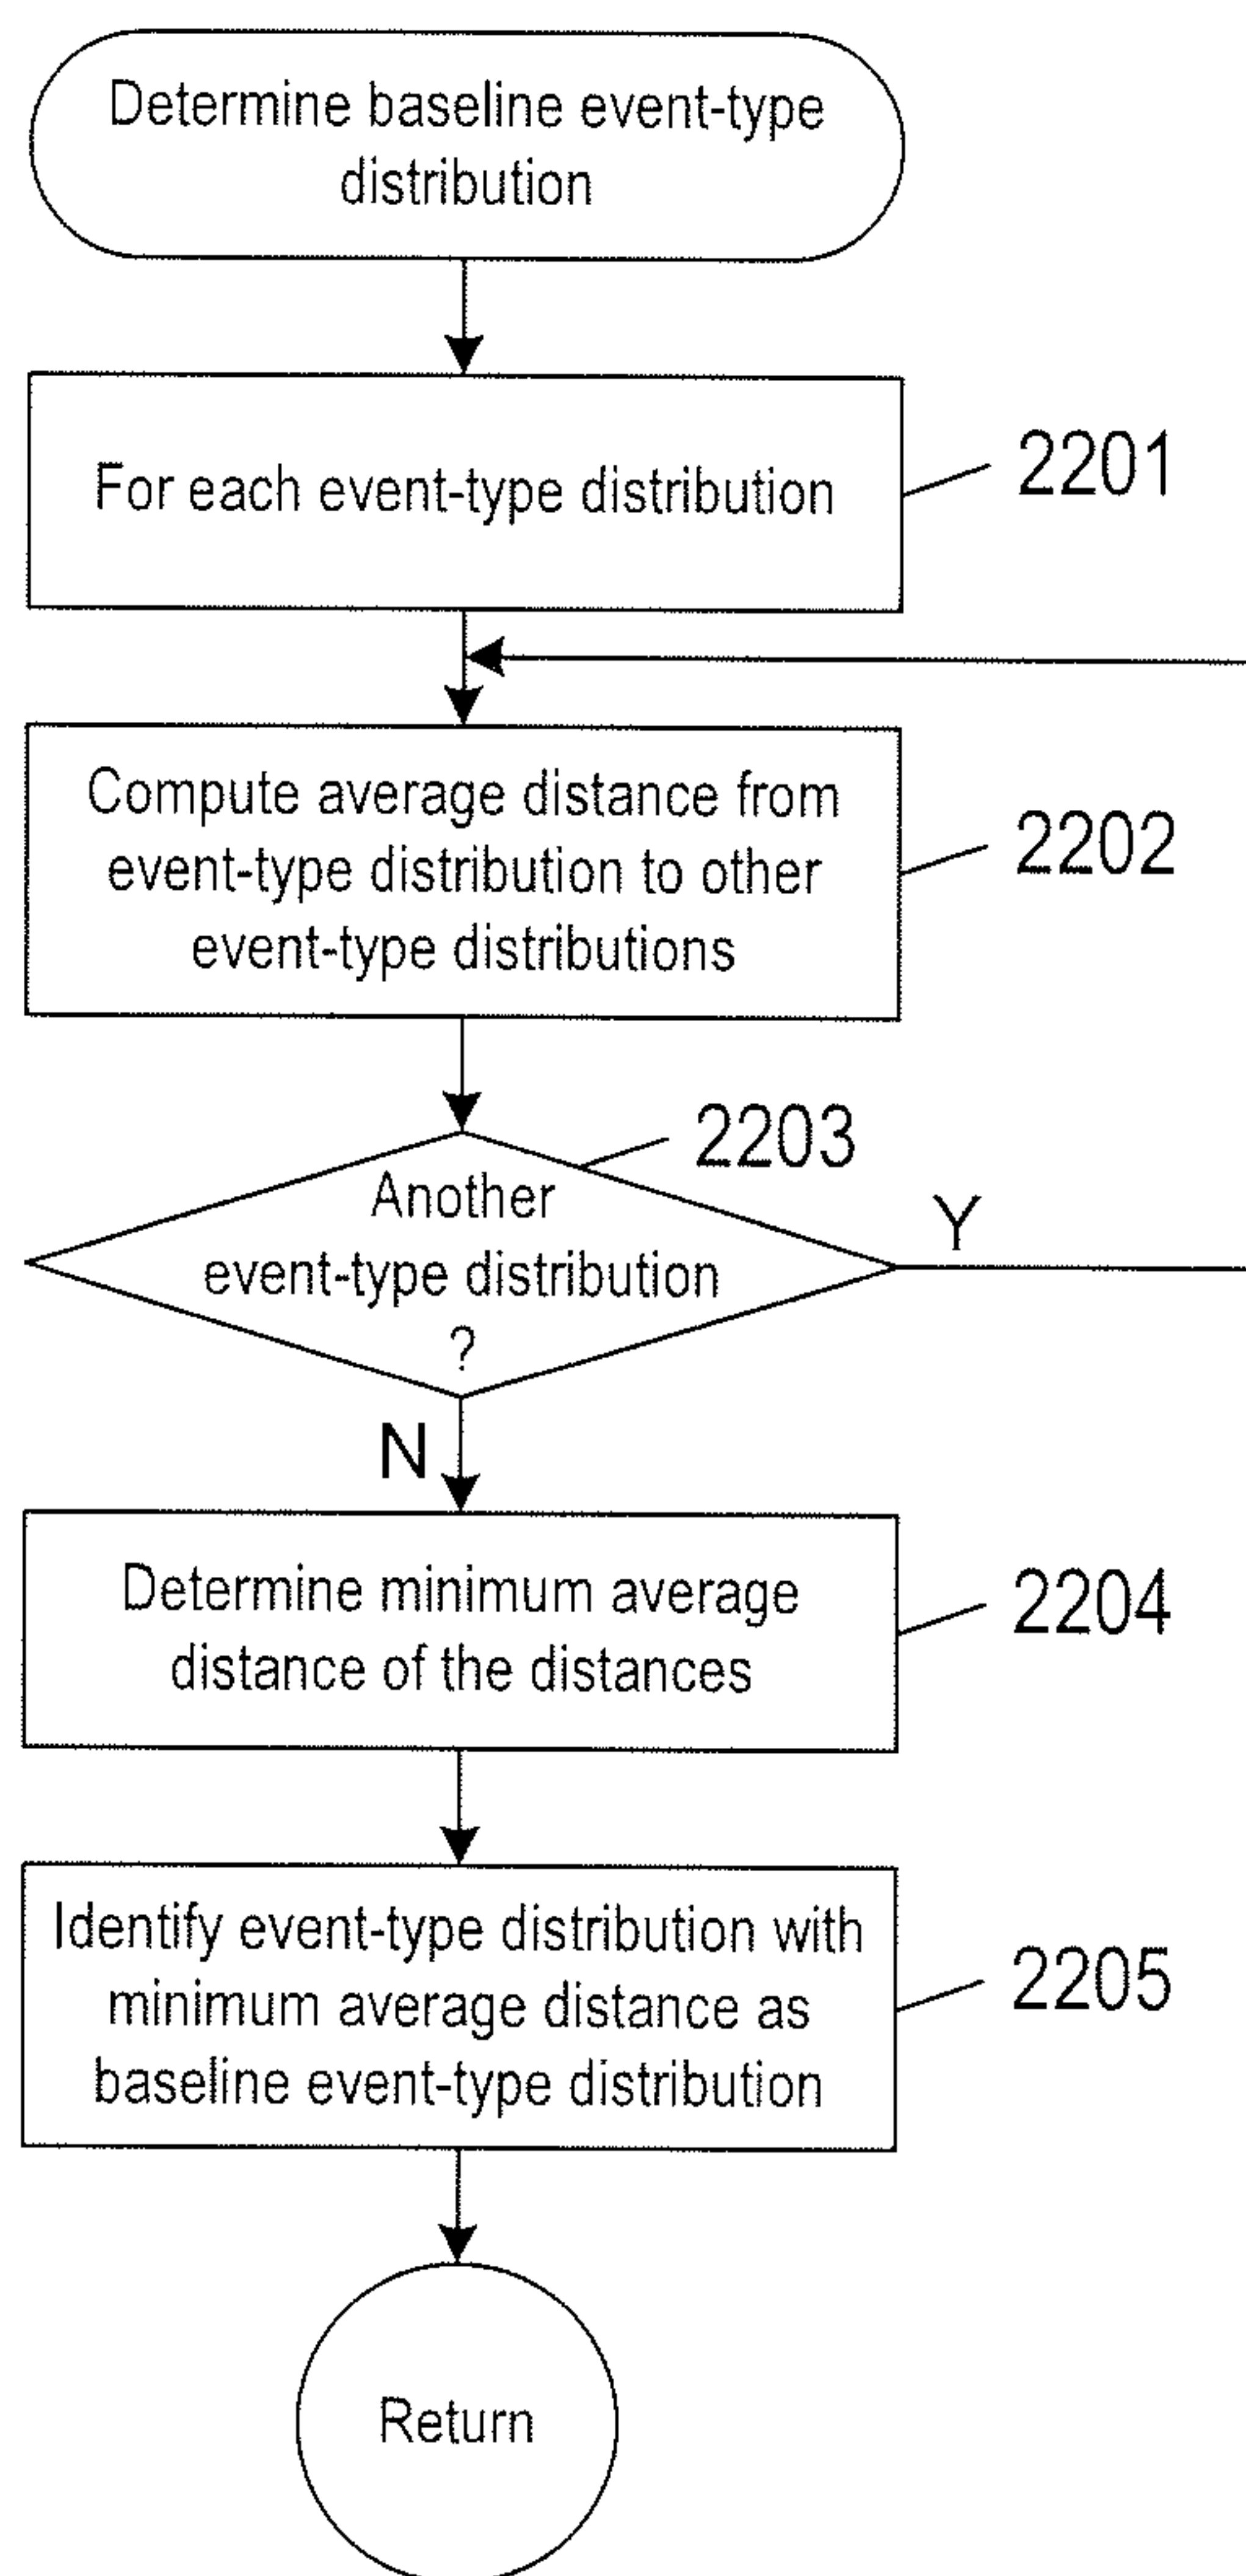 Determine baseline event-type
distribution
For each event-type distribution
2201
Compute average distance from
event-type distribution to other
event-type distributions
2202
2203
Another
event-type distribution
?
Y
N
Determine minimum average
distance of the distances
2204
Identify event-type distribution with
minimum average distance as
baseline event-type distribution
2205
Return